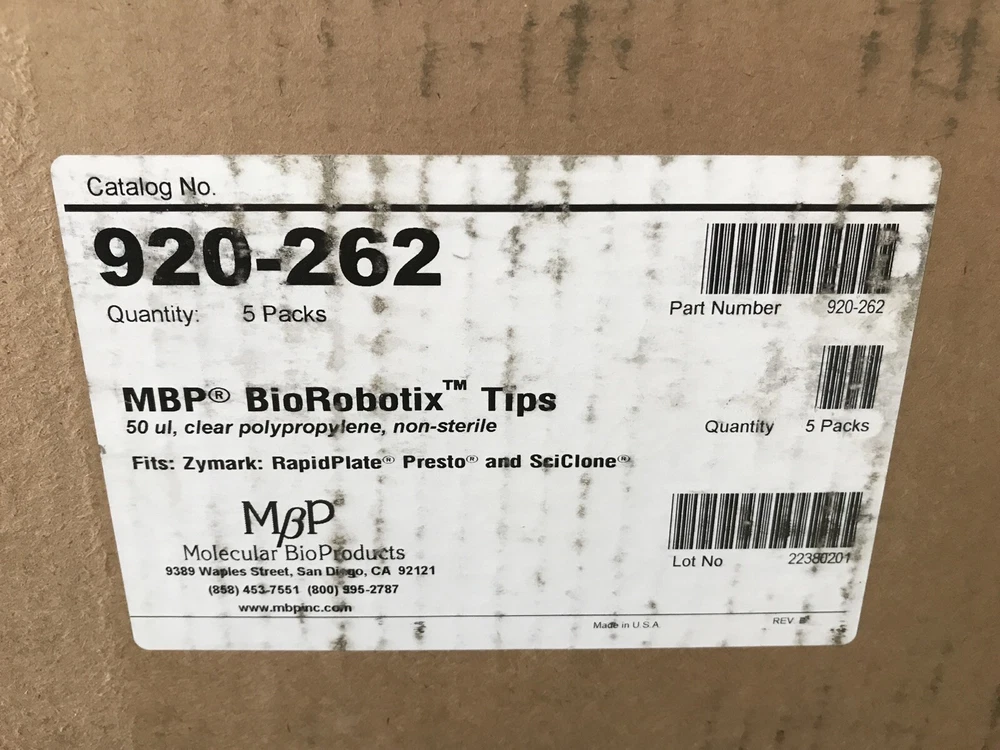 Catalog No.
920-262
Quantity: 5 Packs
Part Number 920-262
MBP® BioRobotix™ Tips
50 ul, clear polypropylene, non-sterile
Quantity 5 Packs
Fits: Zymark: RapidPlate® Presto® and SciClone®
MβP
Molecular BioProducts
9389 Waples Street, San Diego, CA 92121
(858) 453-7551 (800) 995-2787
www.mbpinc.com
Lot No 22380201
Made in U.S.A.
REV